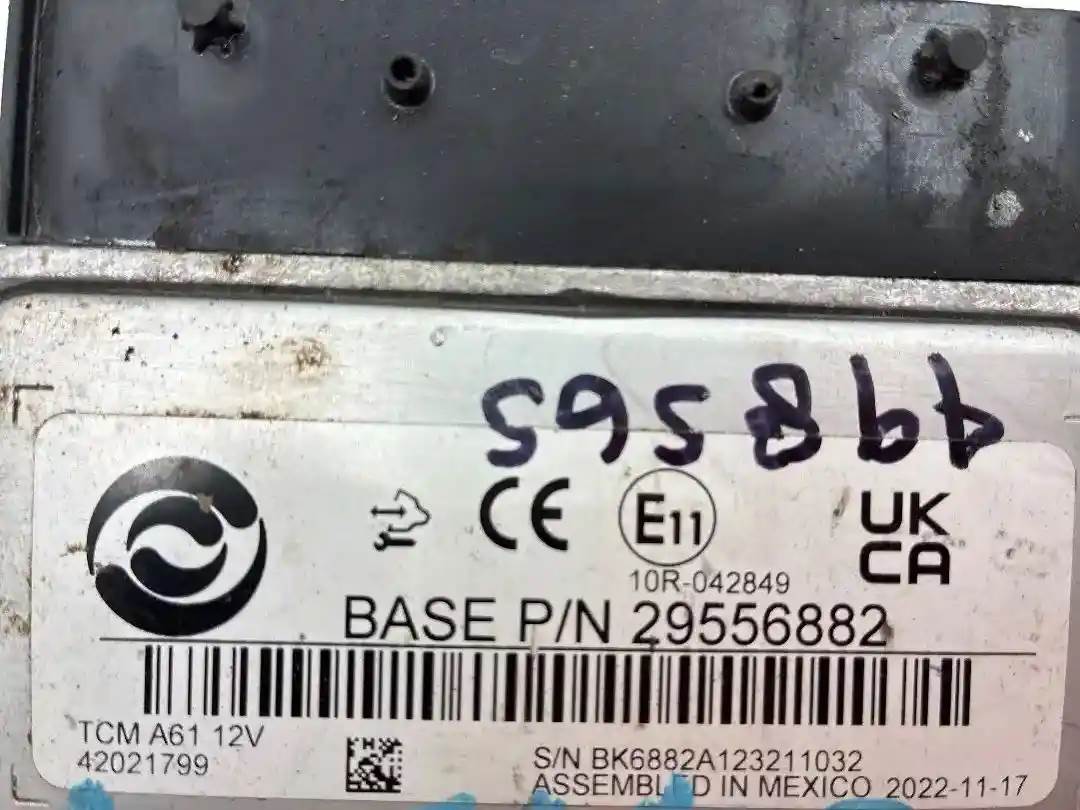 CE
E11
UK
CA
10R-042849
BASE P/N 29556882
TCM A61 12V
42021799
S/N BK6882A123211032
ASSEMBLED IN MEXICO 2022-11-17